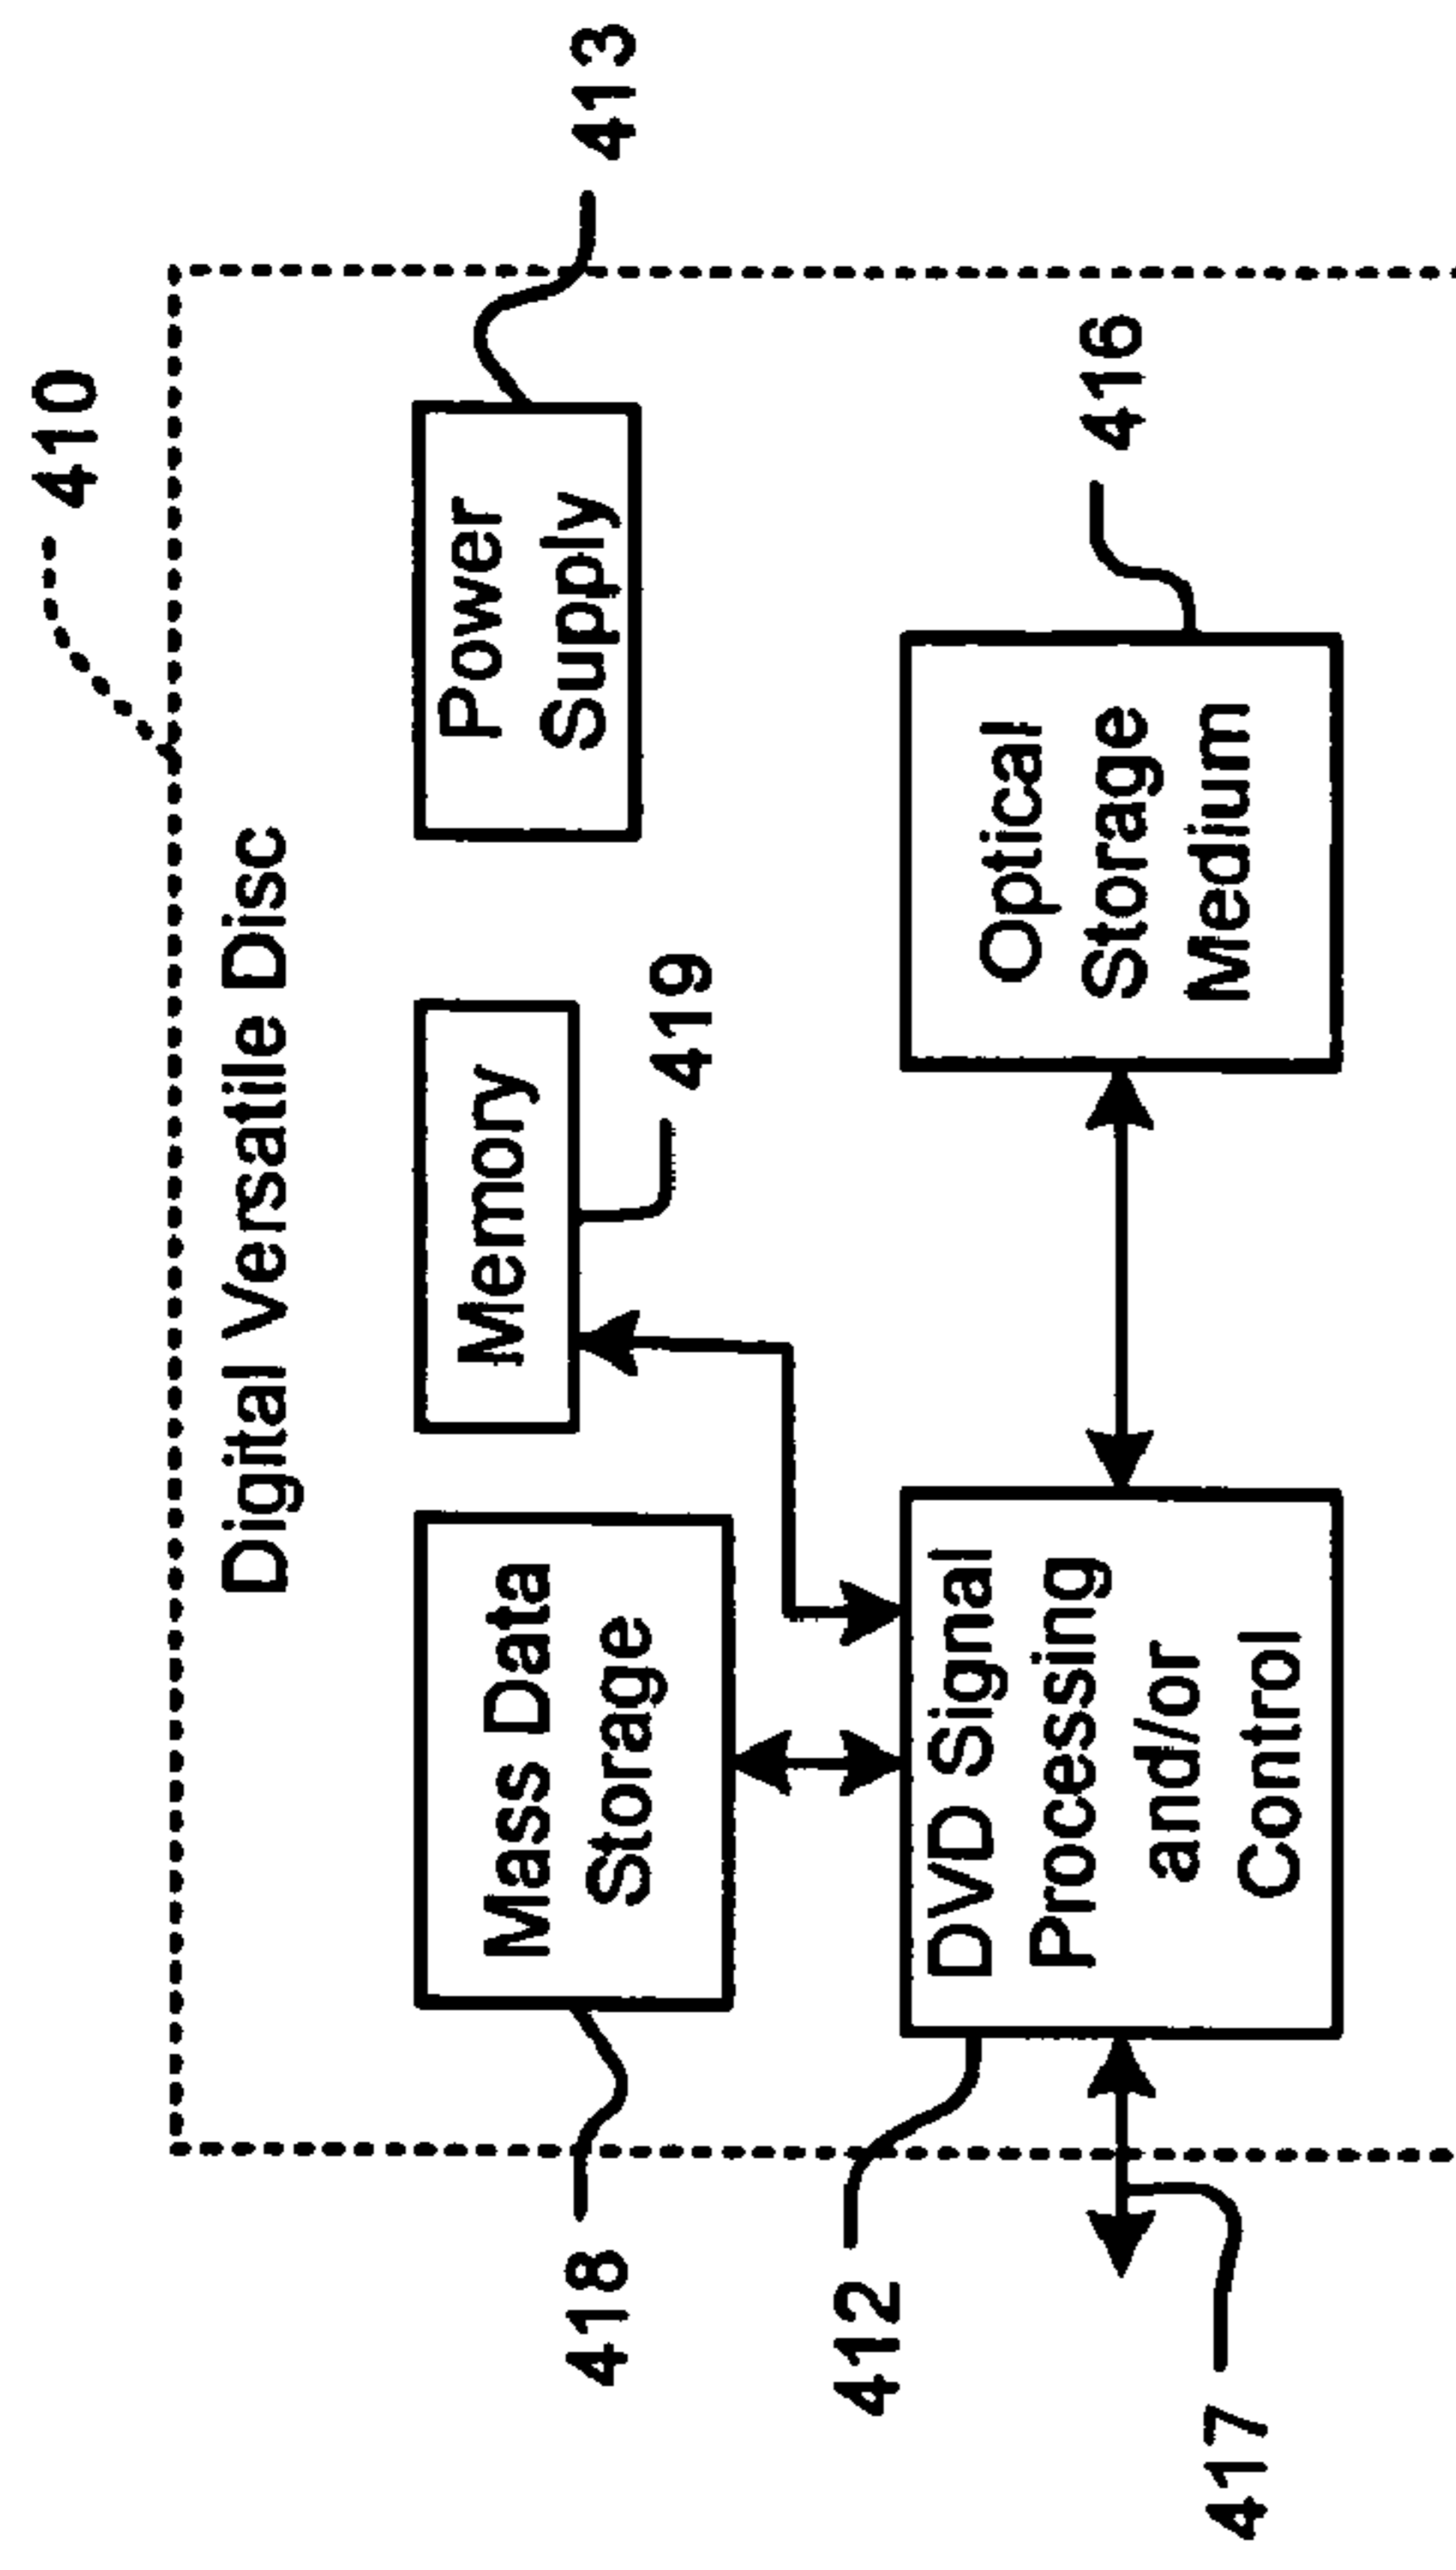 410
Digital Versatile Disc
413
Power
Supply
Memory
419
Mass Data
Storage
418
DVD Signal
Processing
and/or
Control
412
417
Optical
Storage
Medium
416